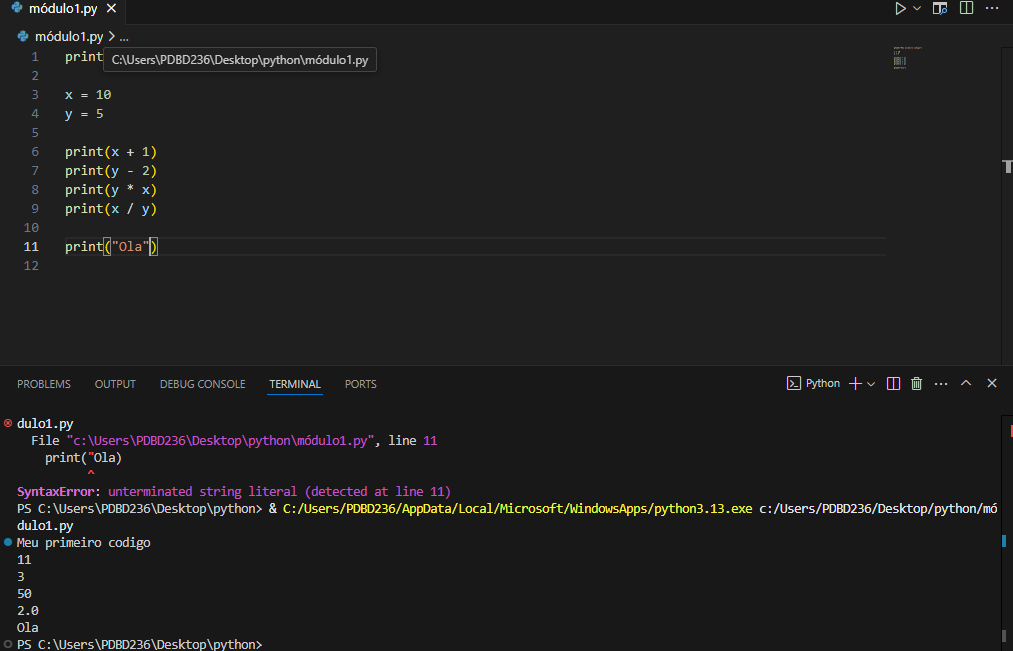 módulo1.py
módulo1.py > ...
1 print
C:\Users\PDBD236\Desktop\python\módulo1.py
2
3 x = 10
4 y = 5
5
6 print(x + 1)
7 print(y - 2)
8 print(y * x)
9 print(x / y)
10
11 print("Ola")
12
PROBLEMS OUTPUT DEBUG CONSOLE TERMINAL PORTS Python
dulo1.py
File "c:\Users\PDBD236\Desktop\python\módulo1.py", line 11
print("Ola)
^
SyntaxError: unterminated string literal (detected at line 11)
PS C:\Users\PDBD236\Desktop\python> & C:/Users/PDBD236/AppData/Local/Microsoft/WindowsApps/python3.13.exe c:/Users/PDBD236/Desktop/python/mó
dulo1.py
Meu primeiro codigo
11
3
50
2.0
Ola
PS C:\Users\PDBD236\Desktop\python>